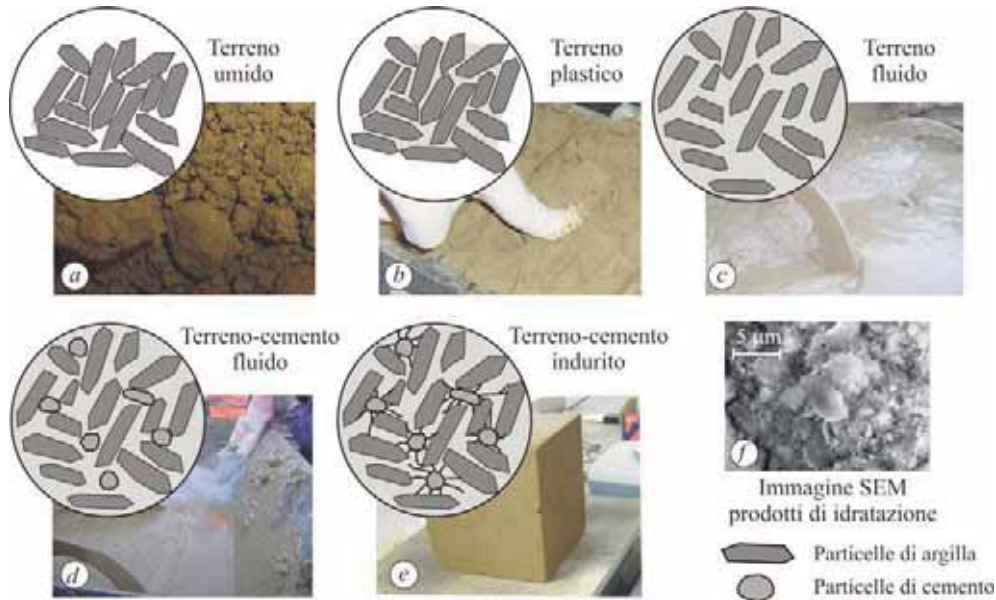 Terreno
umido
a
Terreno
plastico
b
Terreno
fluido
c
Terreno-cemento
fluido
d
Terreno-cemento
indurito
e
5 µm
f
Immagine SEM
prodotti di idratazione
Particelle di argilla
Particelle di cemento